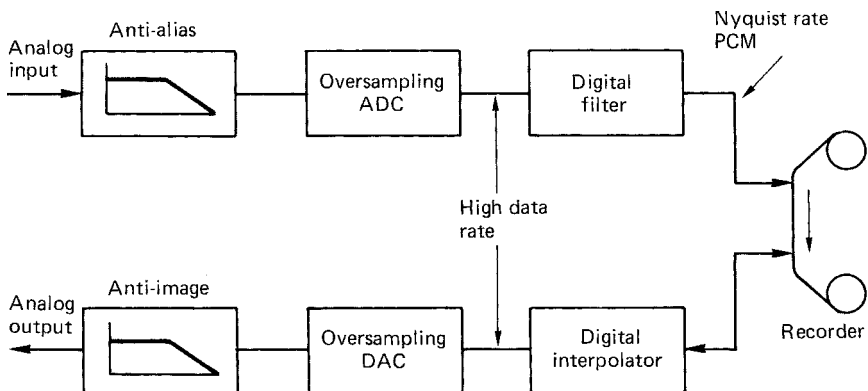 Anti-alias
Nyquist rate
PCM
Analog
input
Oversampling
ADC
Digital
filter
High data
rate
Anti-image
Analog
output
Oversampling
DAC
Digital
interpolator
Recorder